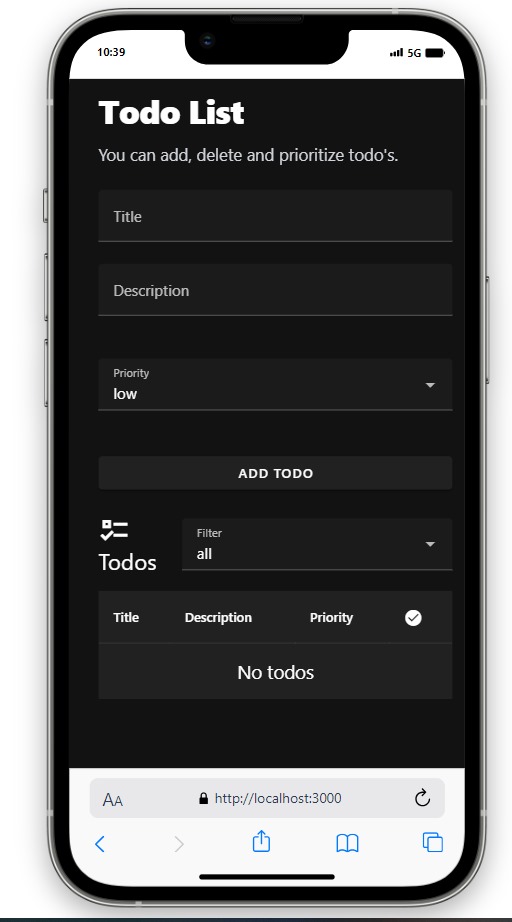 10:39
5G
Todo List
You can add, delete and prioritize todo's.
Title
Description
Priority
low
ADD TODO
Todos
Filter
all
Title Description Priority
No todos
AA http://localhost:3000